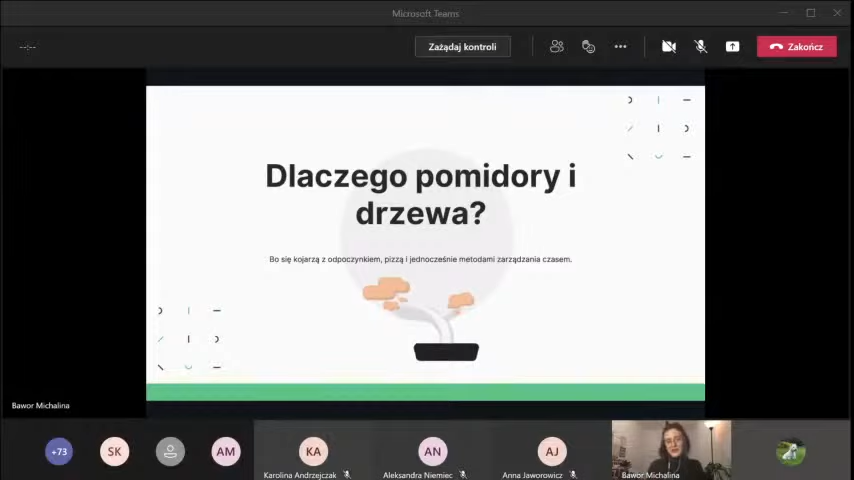 Microsoft Teams
--:--
Zażądaj kontroli
Zakończ
Dlaczego pomidory i
drzewa?
Bo się kojarzą z odpoczynkiem, pizzą i jednocześnie metodami zarządzania czasem.
Bawor Michalina
+73
SK
AM
KA
AN
AJ
Karolina Andrzejczak
Aleksandra Niemiec
Anna Jaworowicz
Bawor Michalina